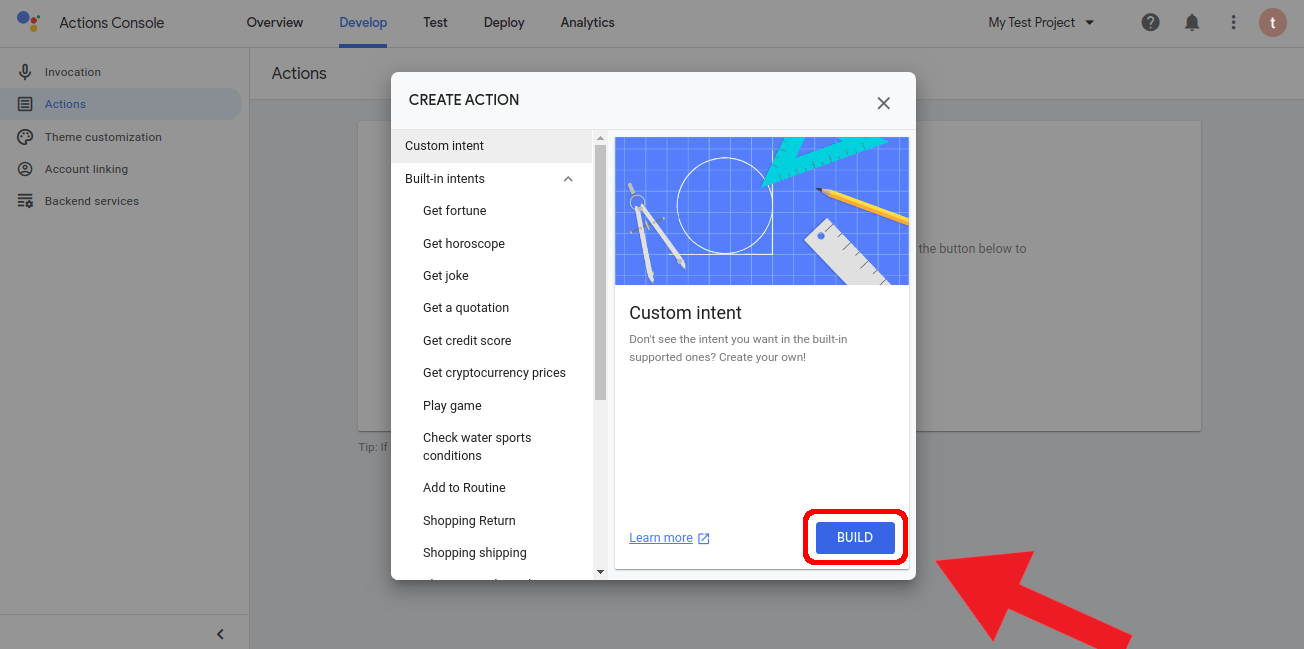 Actions Console
Overview
Develop
Test
Deploy
Analytics
My Test Project
t
Invocation
Actions
Theme customization
Account linking
Backend services
Actions
the button below to
Tip: If
CREATE ACTION
Custom intent
Built-in intents
Get fortune
Get horoscope
Get joke
Get a quotation
Get credit score
Get cryptocurrency prices
Play game
Check water sports
conditions
Add to Routine
Shopping Return
Shopping shipping
Custom intent
Don't see the intent you want in the built-in
supported ones? Create your own!
Learn more
BUILD